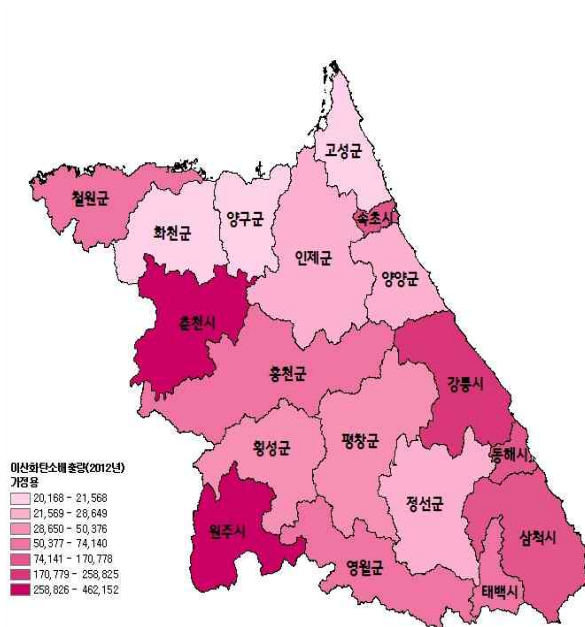 고성군
철원군
양구군
속초시
화천군
인제군
양양군
춘천시
홍천군
강릉시
횡성군
평창군
동해시
정선군
원주시
삼척시
영월군
태백시
이산화탄소배출량(2012년)
가정용
20,168 - 21,568
21,569 - 28,649
28,650 - 50,376
50,377 - 74,140
74,141 - 170,778
170,779 - 258,825
258,826 - 462,152